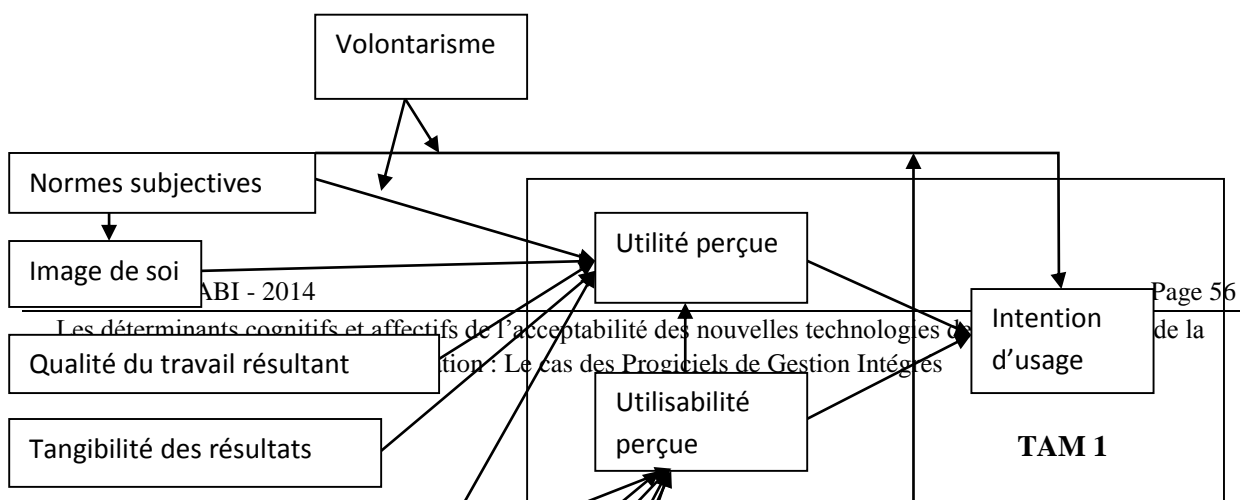 Volontarisme
Normes subjectives
Utilité perçue
Image de soi
ABI - 2014
Page 56
Intention
d’usage
Les déterminants cognitifs et affectifs de l’acceptabilité des nouvelles technologies de la
Qualité du travail résultant
tion : Le cas des Progiciels de Gestion Intégrés
Utilisabilité
perçue
Tangibilité des résultats
TAM 1